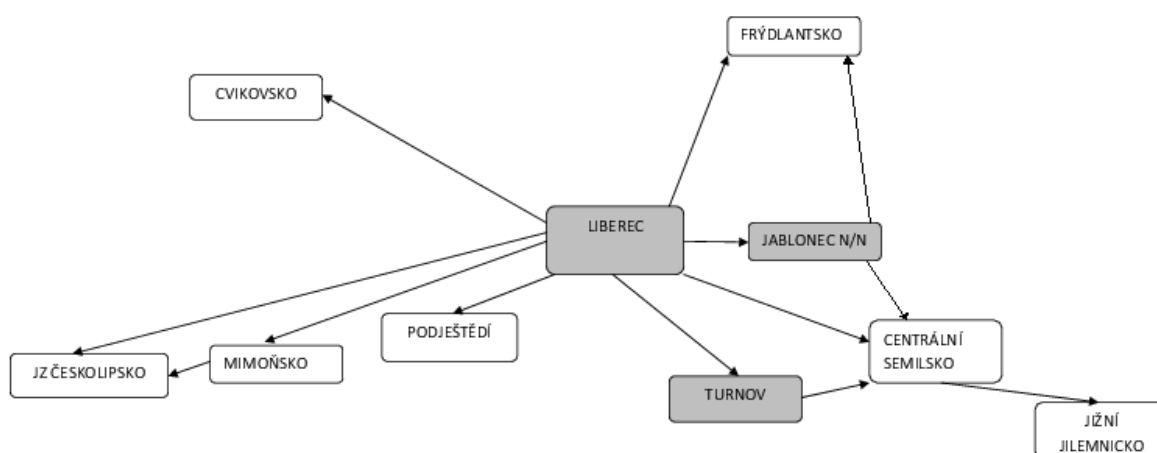 FRÝDLANTSKO
CVIKOVSKO
LIBEREC
JABLONEC N/N
PODJEŠTĚDÍ
CENTRÁLNÍ
SEMILSKO
JZ ČESKOLIPSKO
MIMOŇSKO
TURNOV
JIŽNÍ
JILEMNICKO